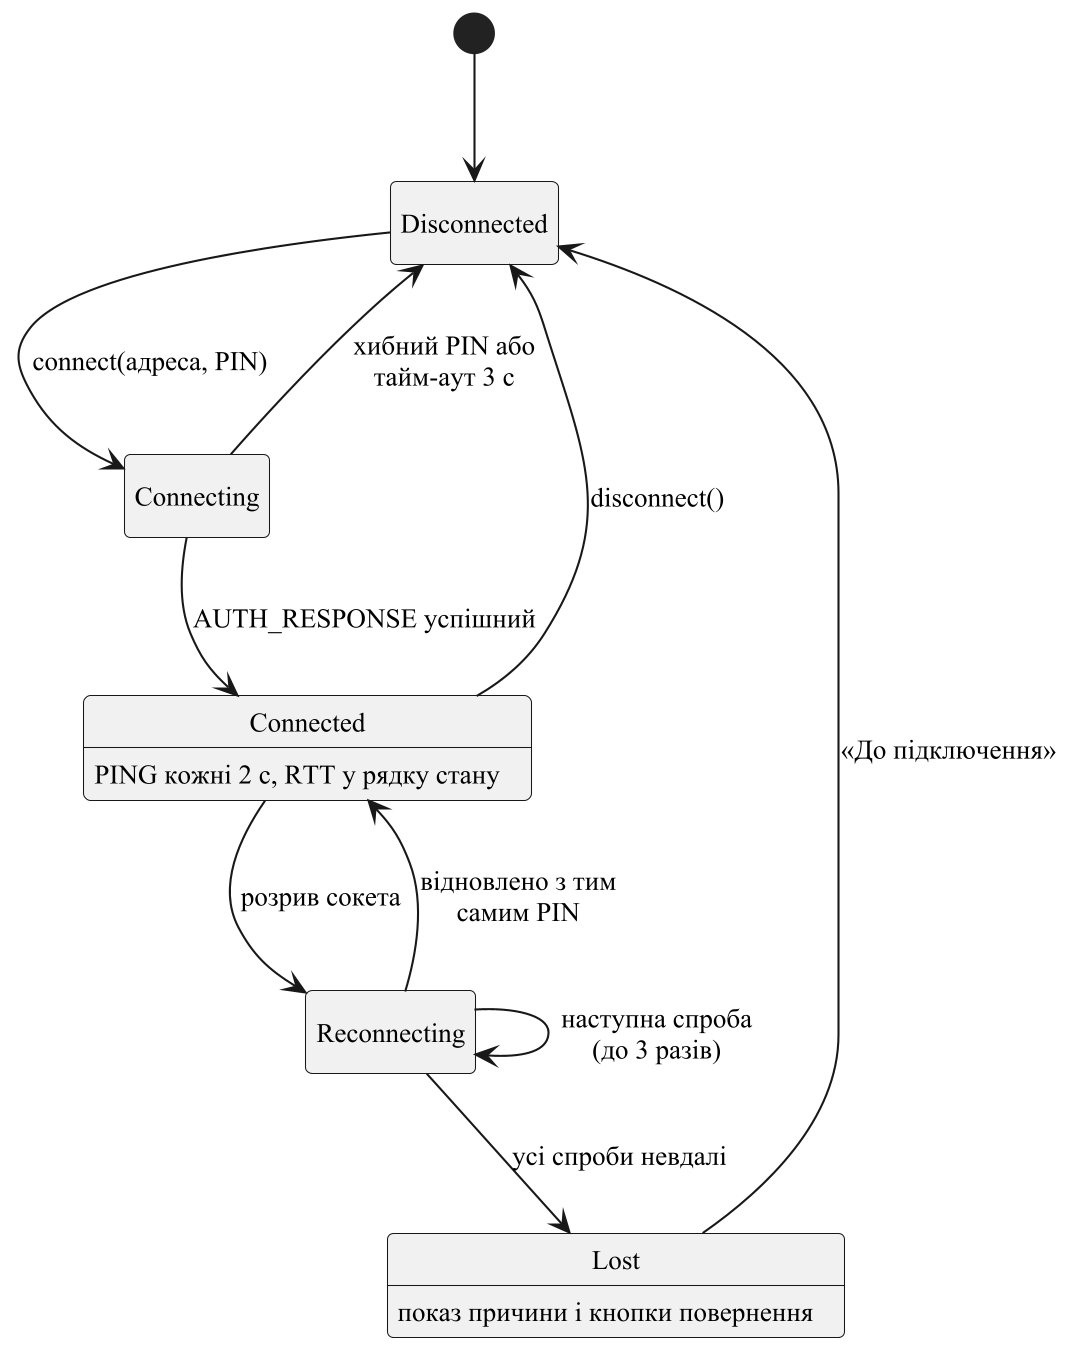 Disconnected
connect(адреса, PIN)
хибний PIN або
тайм-аут 3 с
Connecting
disconnect()
AUTH_RESPONSE успішний
Connected
PING кожні 2 с, RTT у рядку стану
«До підключення»
розрив сокета
відновлено з тим
самим PIN
Reconnecting
наступна спроба
(до 3 разів)
усі спроби невдалі
Lost
показ причини і кнопки повернення